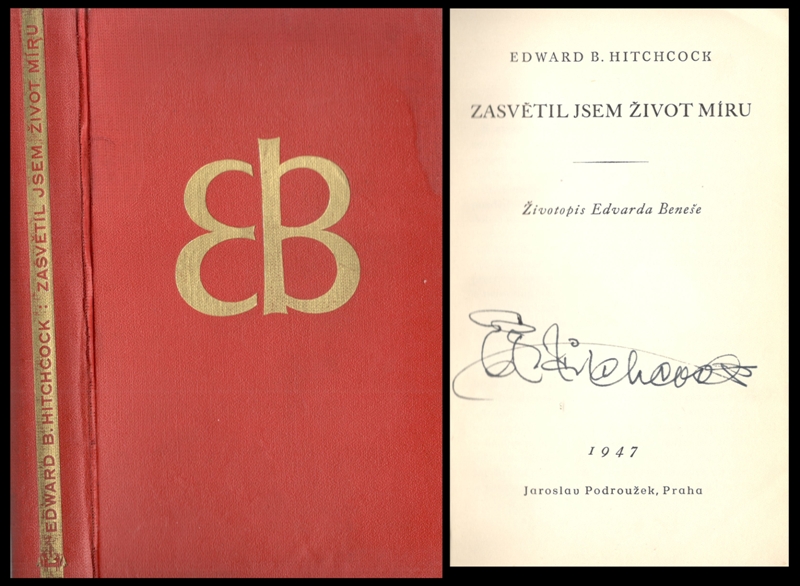 EDWARD B. HITCHCOCK : ZASVĚTIL JSEM ŽIVOT MÍRU
EB
EDWARD B. HITCHCOCK
ZASVĚTIL JSEM ŽIVOT MÍRU
Životopis Edvarda Beneše
E B Hitchcock
1947
Jaroslav Podroužek, Praha